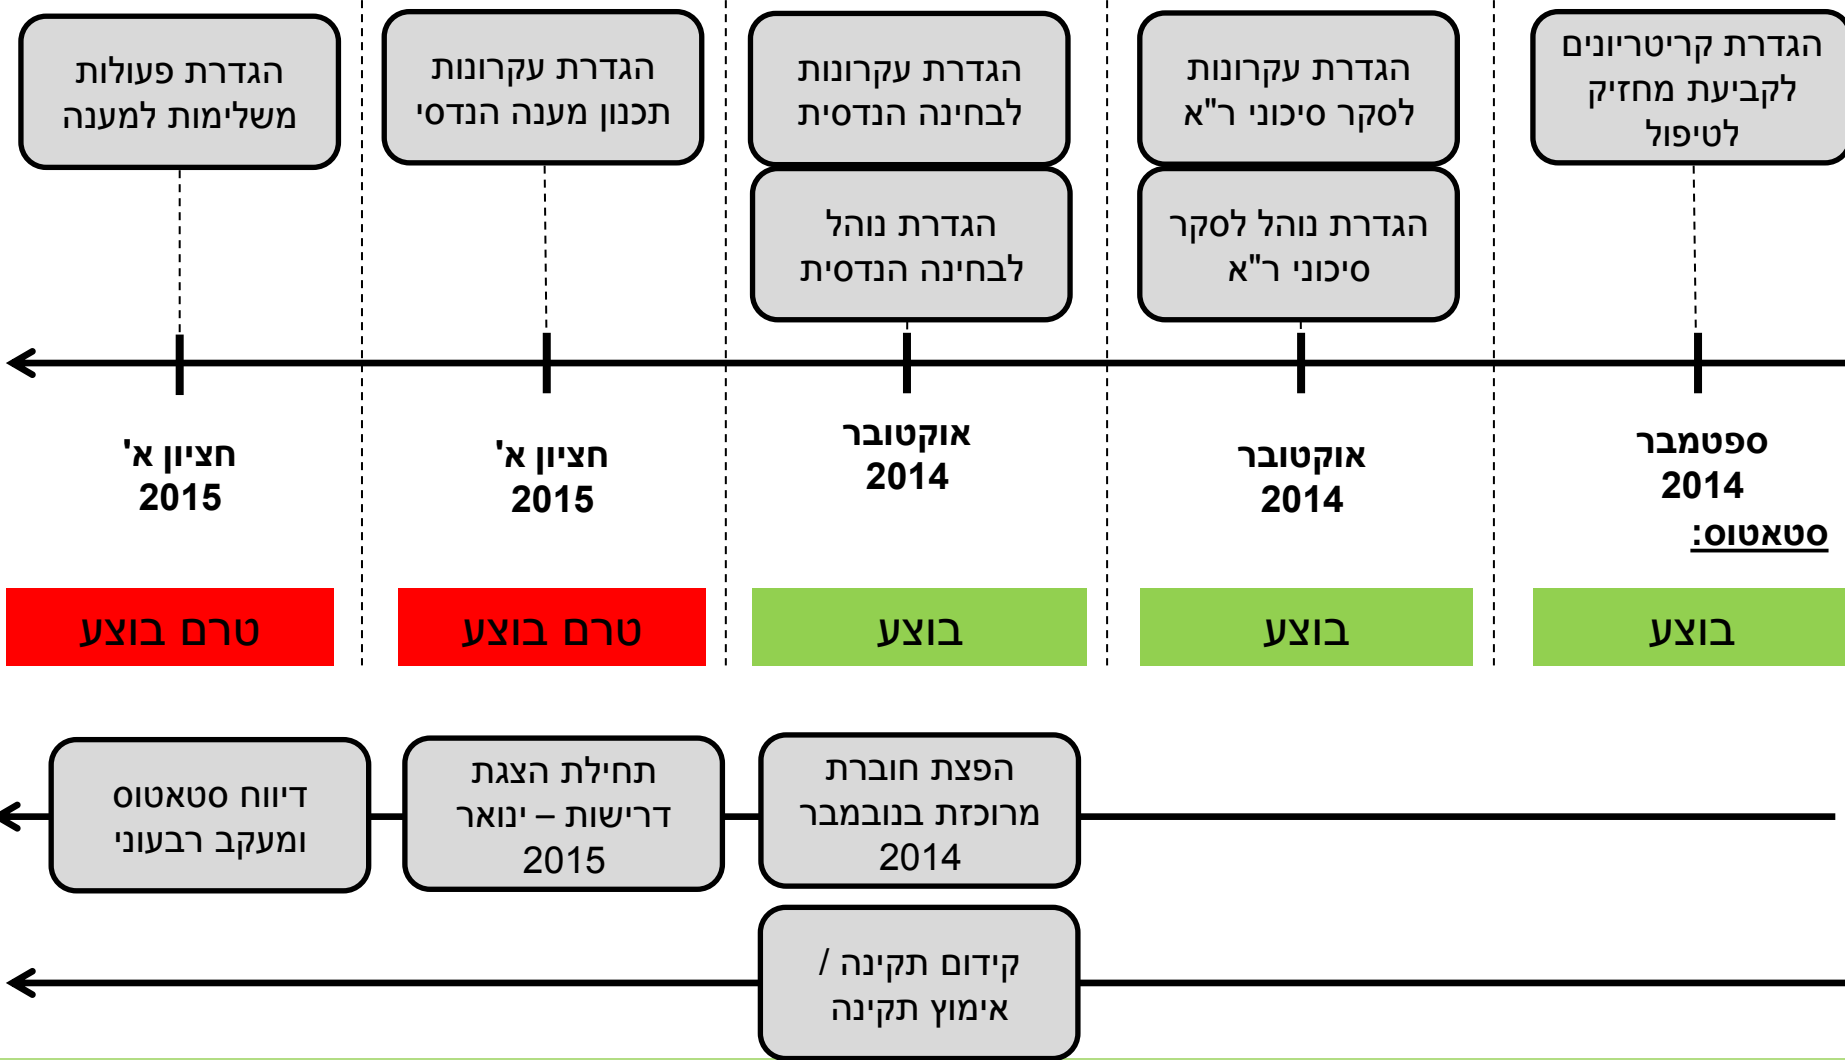 הגדרת קריטריונים
לקביעת מחזיק
לטיפול
הגדרת עקרונות
לסקר סיכוני ר"א
הגדרת נוהל לסקר
סיכוני ר"א
הגדרת עקרונות
לבחינה הנדסית
הגדרת נוהל
לבחינה הנדסית
הגדרת עקרונות
תכנון מענה הנדסי
הגדרת פעולות
משלימות למענה
ספטמבר
2014
אוקטובר
2014
אוקטובר
2014
חציון א'
2015
חציון א'
2015
סטאטוס:
בוצע
בוצע
בוצע
טרם בוצע
טרם בוצע
הפצת חוברת
מרוכזת בנובמבר
2014
תחילת הצגת
דרישות – ינואר
2015
דיווח סטאטוס
ומעקב רבעוני
קידום תקינה /
אימוץ תקינה